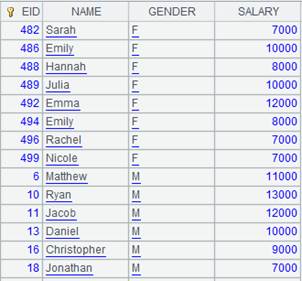 EID NAME GENDER SALARY
482 Sarah F 7000
486 Emily F 10000
488 Hannah F 8000
489 Julia F 10000
492 Emma F 12000
494 Emily F 8000
496 Rachel F 7000
499 Nicole F 7000
6 Matthew M 11000
10 Ryan M 13000
11 Jacob M 12000
13 Daniel M 10000
16 Christopher M 9000
18 Jonathan M 7000